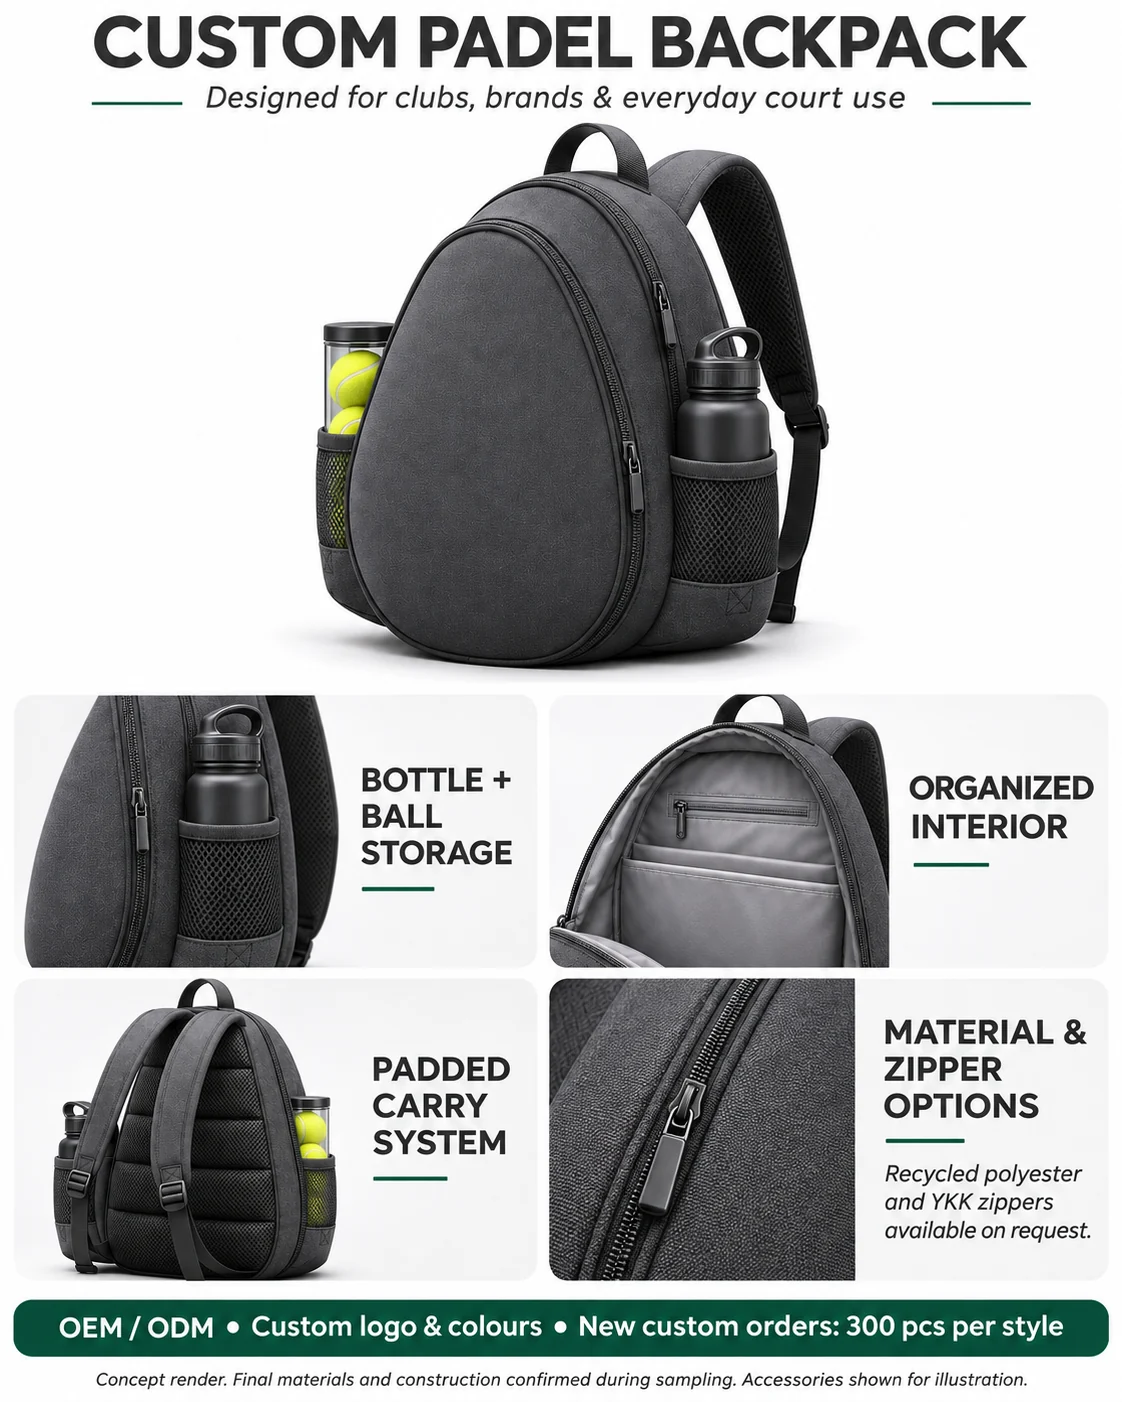 CUSTOM PADEL BACKPACK
Designed for clubs, brands & everyday court use
BOTTLE +
BALL
STORAGE
ORGANIZED
INTERIOR
PADDED
CARRY
SYSTEM
MATERIAL &
ZIPPER
OPTIONS
Recycled polyester
and YKK zippers
available on request.
OEM / ODM • Custom logo & colours • New custom orders: 300 pcs per style
Concept render. Final materials and construction confirmed during sampling. Accessories shown for illustration.